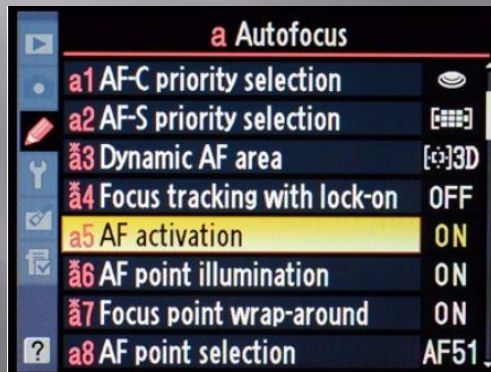 a Autofocus
a1 AF-C priority selection
a2 AF-S priority selection
a3 Dynamic AF area [ ]3D
a4 Focus tracking with lock-on OFF
a5 AF activation ON
a6 AF point illumination ON
a7 Focus point wrap-around ON
? a8 AF point selection AF51